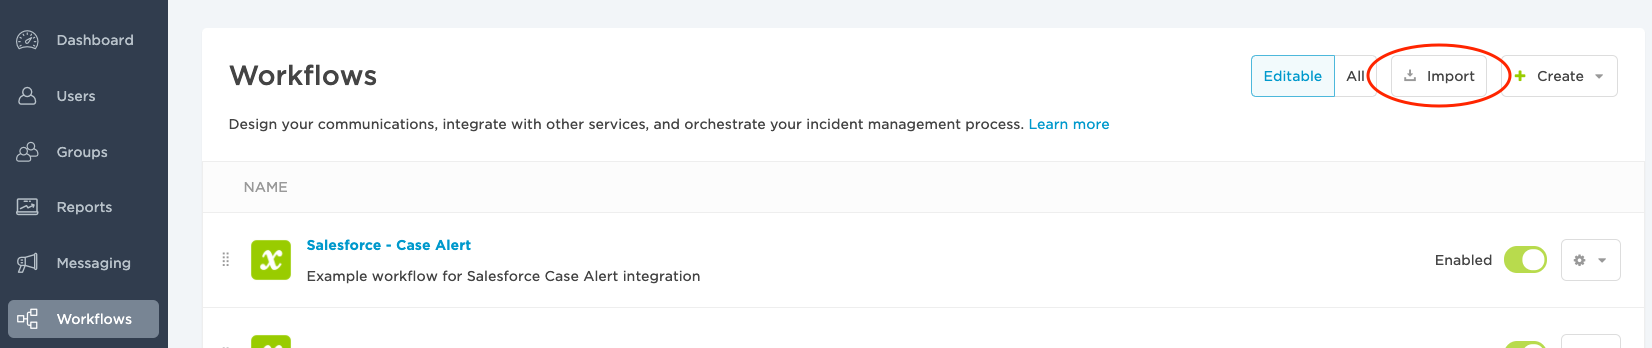 Dashboard
Users
Groups
Reports
Messaging
Workflows
Workflows
Editable
All
Import
Create
Design your communications, integrate with other services, and orchestrate your incident management process. Learn more
NAME
Salesforce - Case Alert
Example workflow for Salesforce Case Alert integration
Enabled